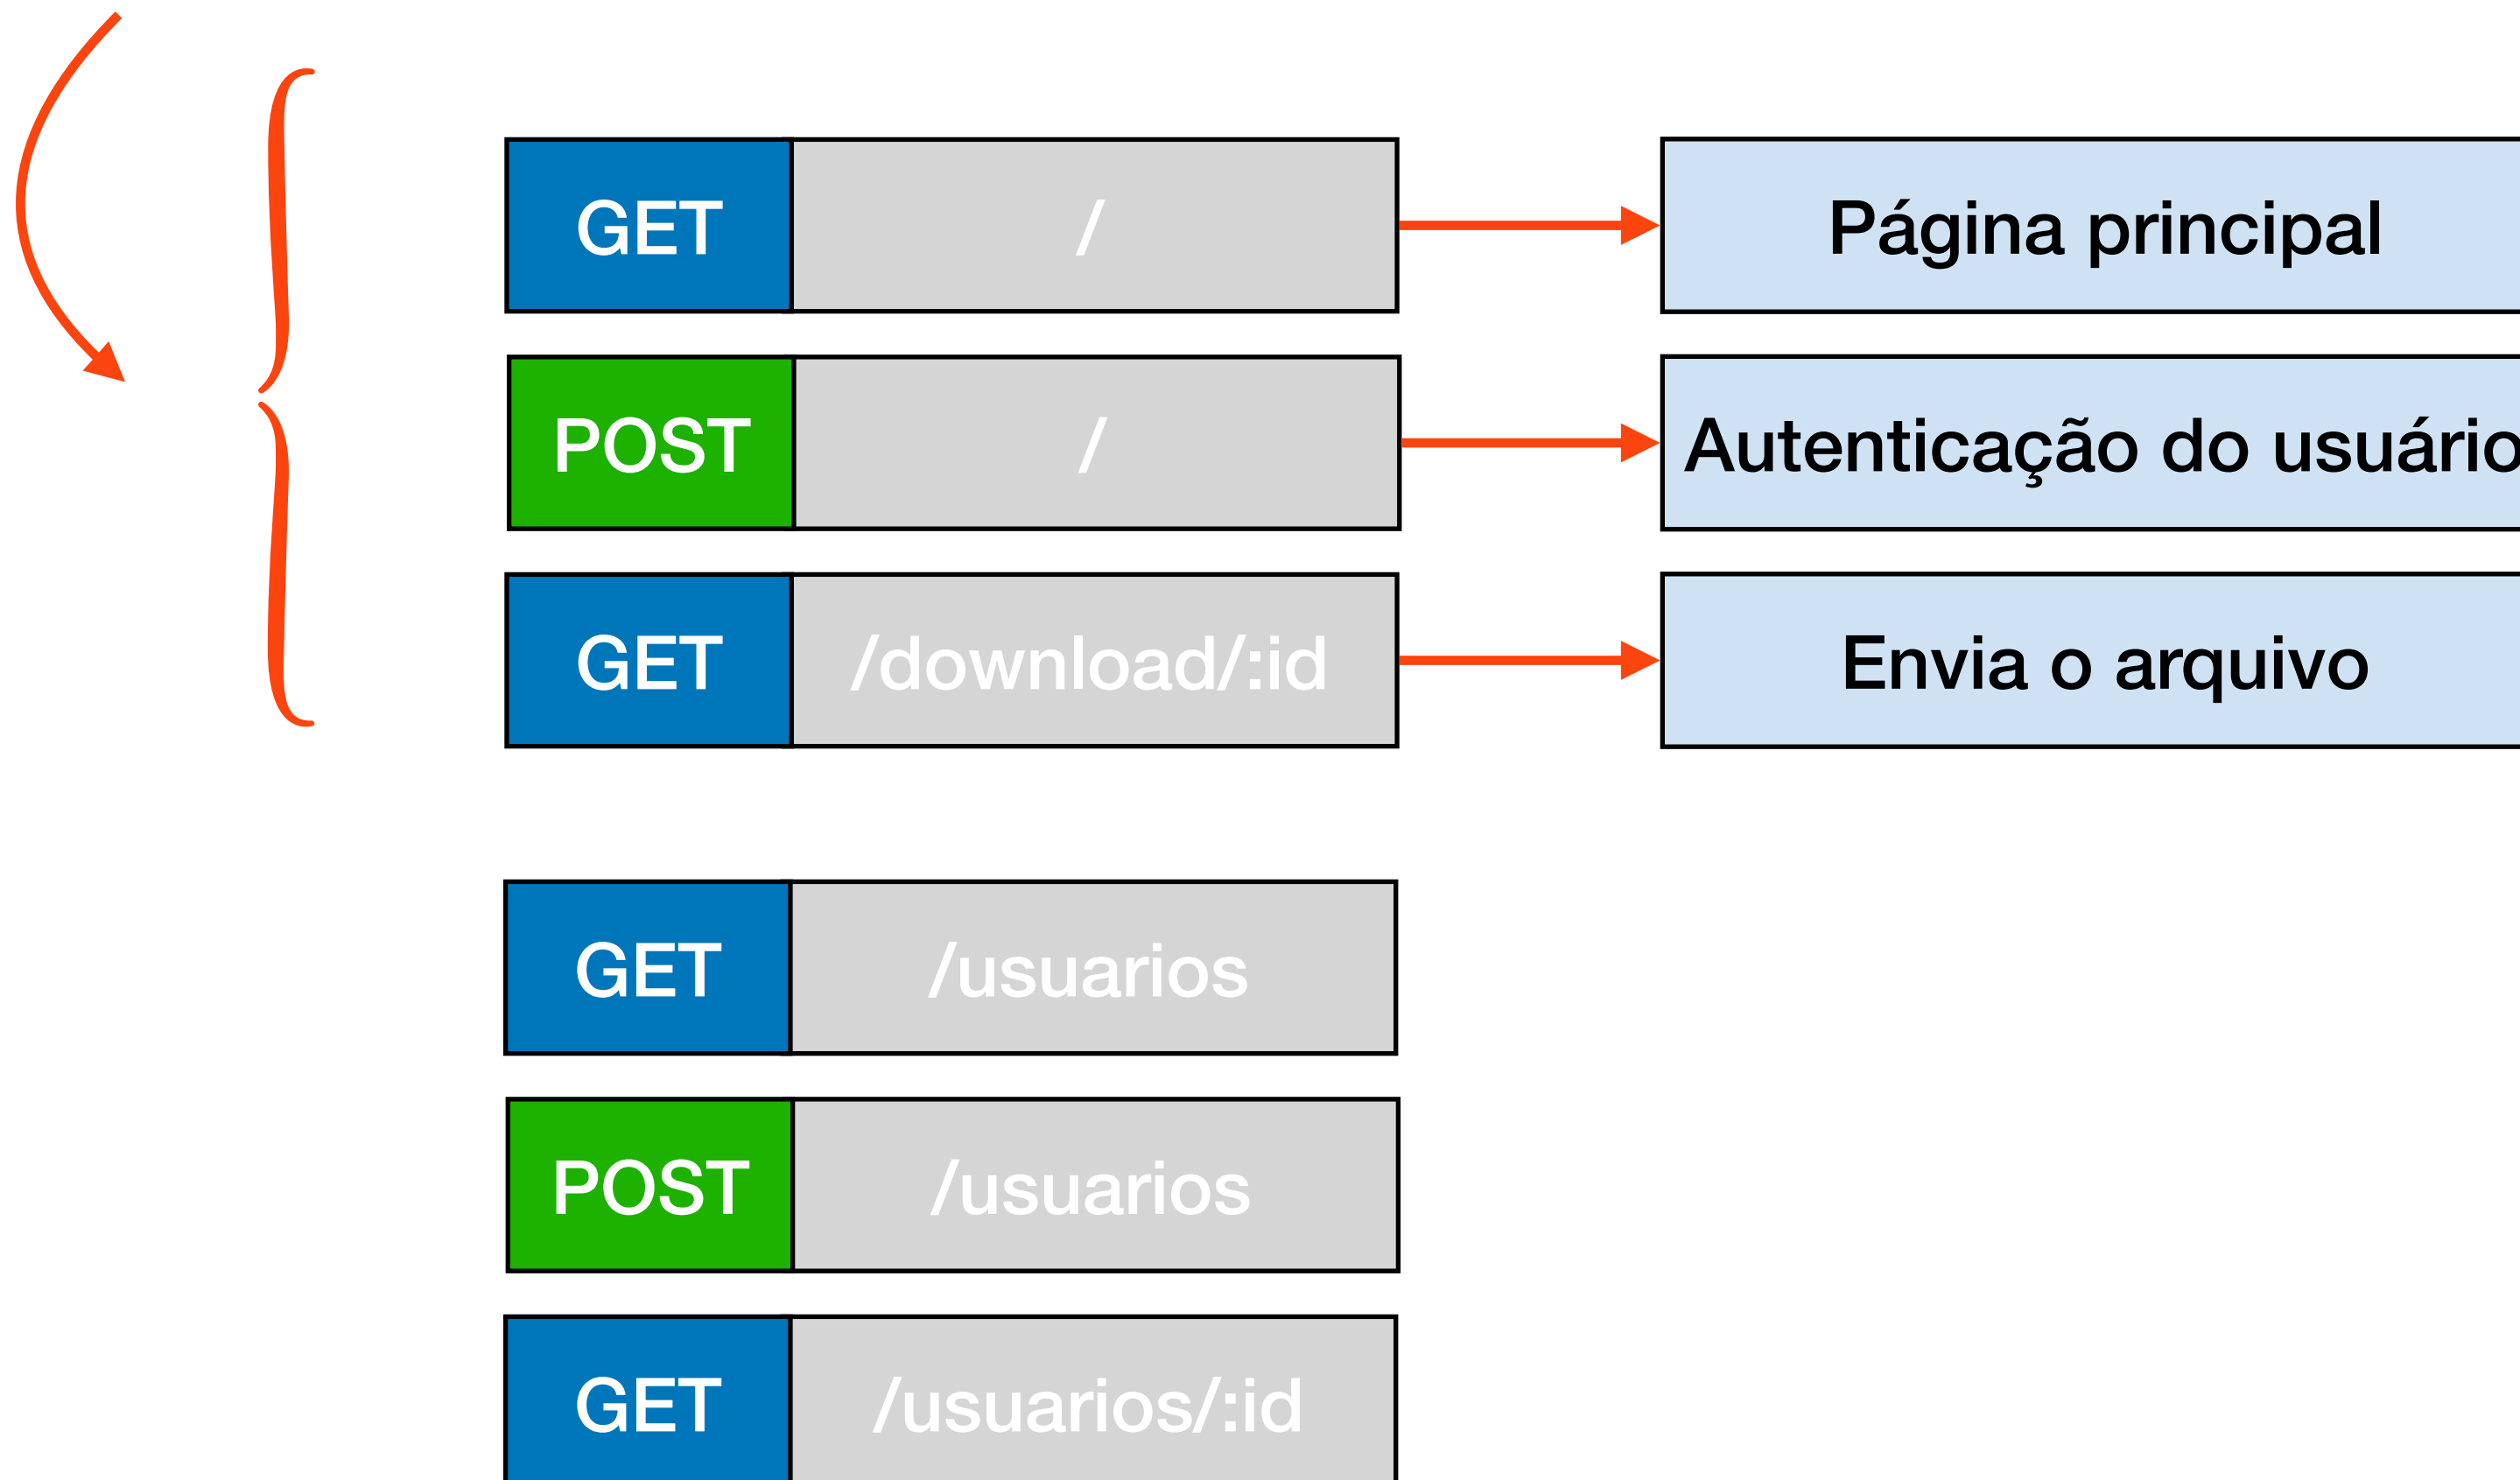 GET / Página principal
POST / Autenticação do usuário
GET /download/:id Envia o arquivo
GET /usuarios
POST /usuarios
GET /usuarios/:id